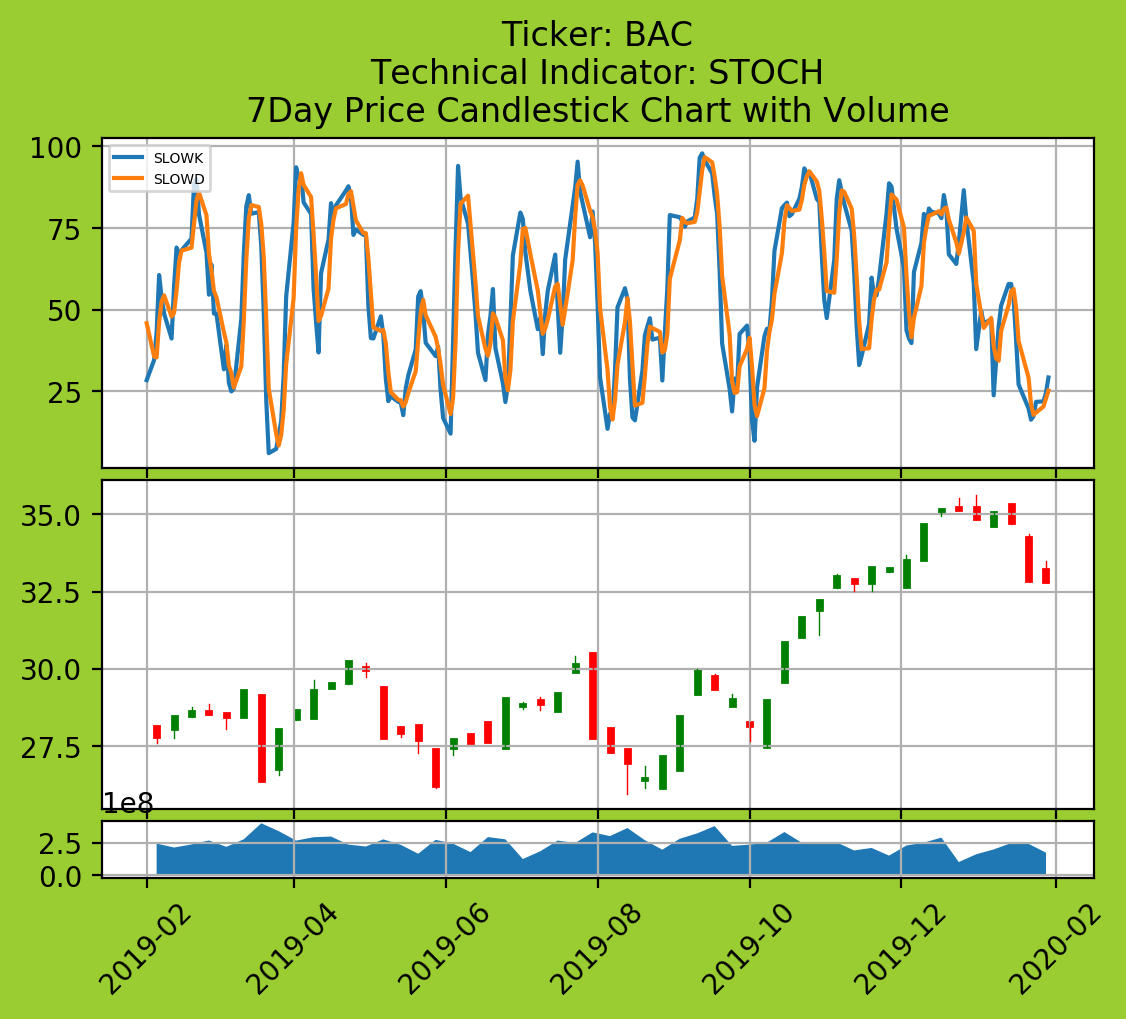 Ticker: BAC
Technical Indicator: STOCH
7Day Price Candlestick Chart with Volume
100
75
50
25
SLOWK
SLOWD
35.0
32.5
30.0
27.5
1e8
2.5
0.0
2019-02
2019-04
2019-06
2019-08
2019-10
2019-12
2020-02